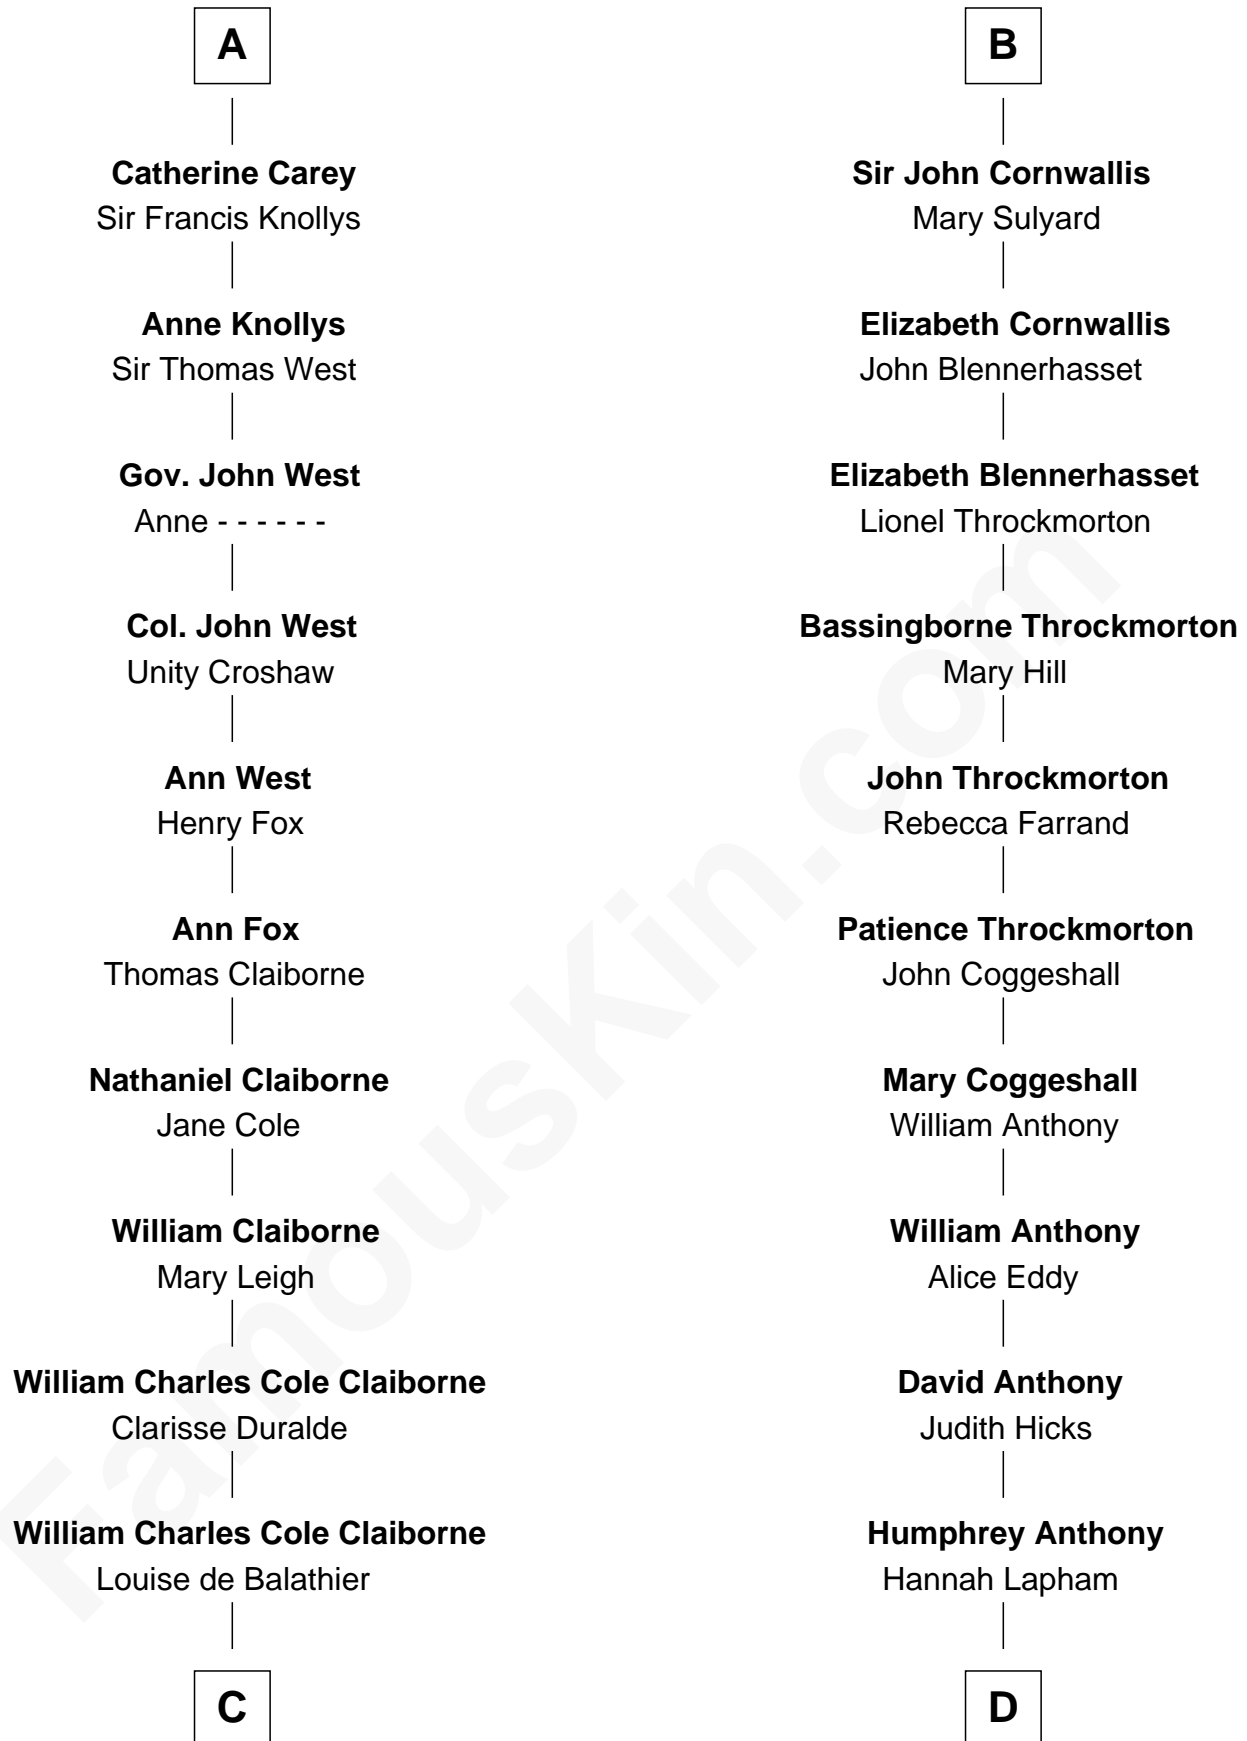 A
Catherine Carey
Sir Francis Knollys
Anne Knollys
Sir Thomas West
Gov. John West
Anne - - - - - -
Col. John West
Unity Croshaw
Ann West
Henry Fox
Ann Fox
Thomas Claiborne
Nathaniel Claiborne
Jane Cole
William Claiborne
Mary Leigh
William Charles Cole Claiborne
Clarisse Duralde
William Charles Cole Claiborne
Louise de Balathier
C
B
Sir John Cornwallis
Mary Sulyard
Elizabeth Cornwallis
John Blennerhasset
Elizabeth Blennerhasset
Lionel Throckmorton
Bassingborne Throckmorton
Mary Hill
John Throckmorton
Rebecca Farrand
Patience Throckmorton
John Coggeshall
Mary Coggeshall
William Anthony
William Anthony
Alice Eddy
David Anthony
Judith Hicks
Humphrey Anthony
Hannah Lapham
D
FamousKin.com